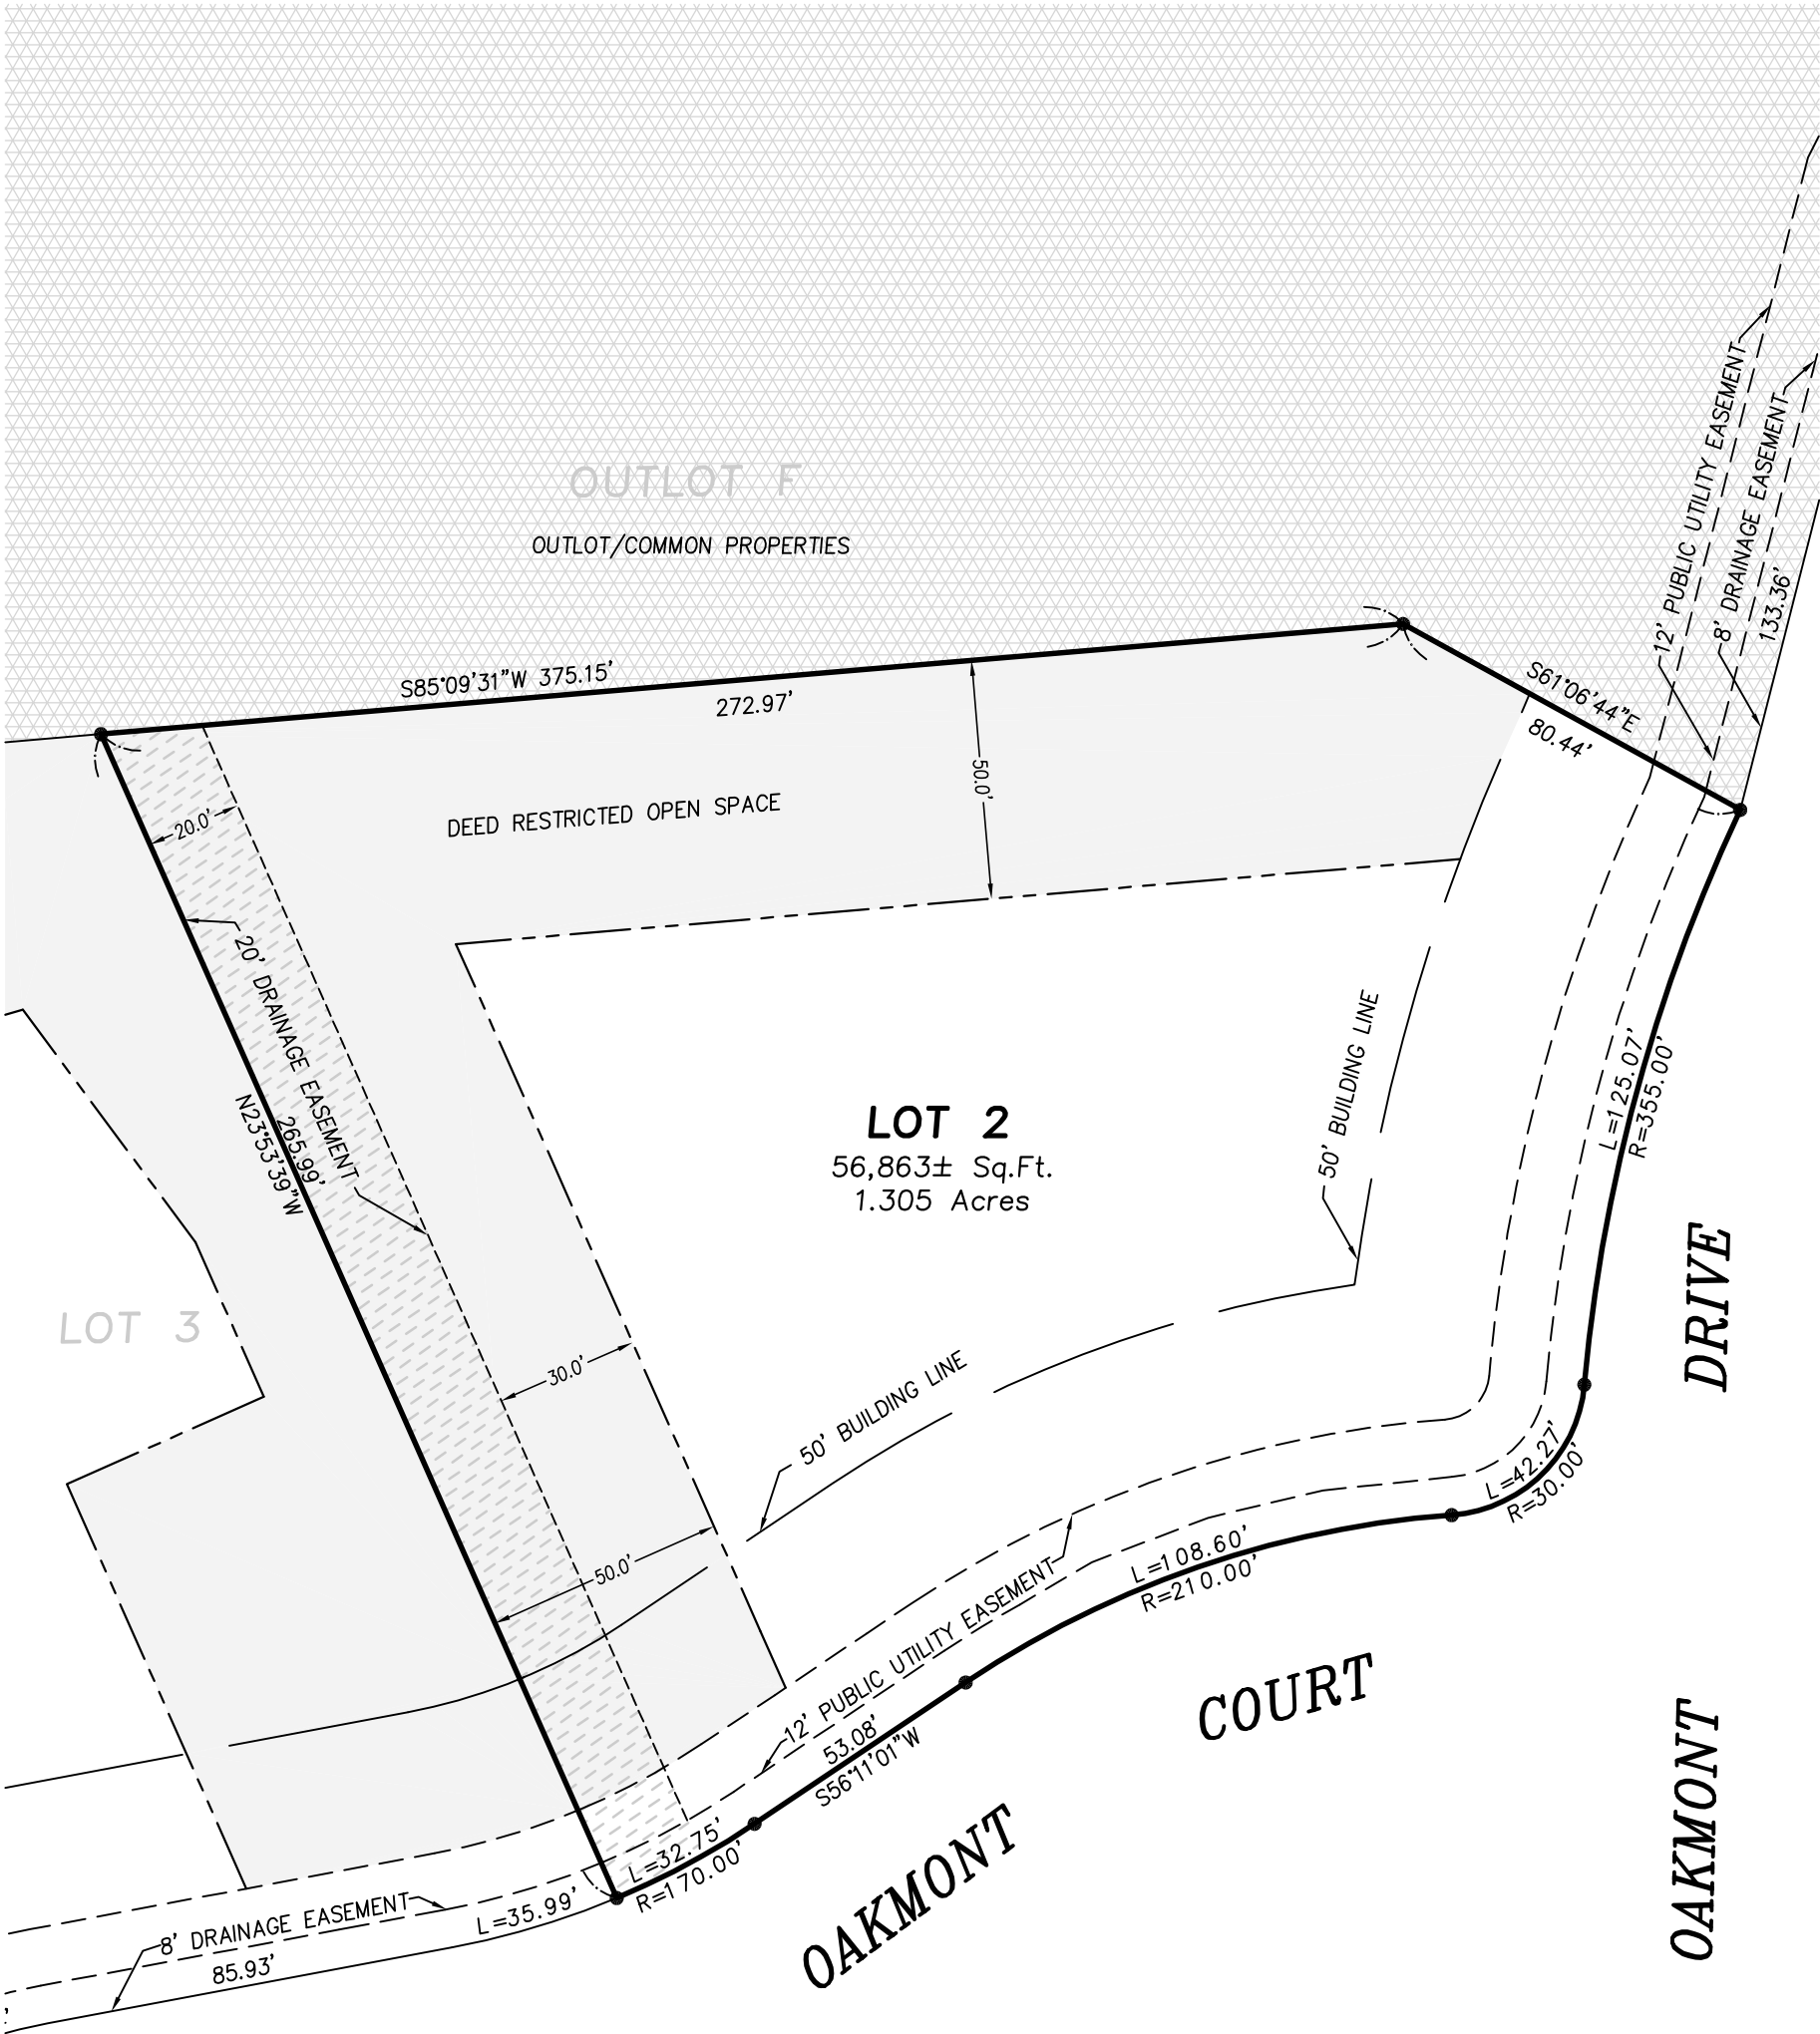 OUTLOT F
OUTLOT/COMMON PROPERTIES
12' PUBLIC UTILITY EASEMENT
8' DRAINAGE EASEMENT
133.36'
S85°09'31"W 375.15'
272.97'
S61°06'44"E
80.44'
50.0'
20.0'
DEED RESTRICTED OPEN SPACE
20' DRAINAGE EASEMENT
265.99'
N23°53'39"W
LOT 2
56,863± Sq.Ft.
1.305 Acres
50' BUILDING LINE
L=125.07'
R=355.00'
LOT 3
30.0'
50' BUILDING LINE
50.0'
L=42.27'
R=30.00'
L=108.60'
R=210.00'
12' PUBLIC UTILITY EASEMENT
53.08'
S56°11'01"W
L=32.75'
R=170.00'
L=35.99'
8' DRAINAGE EASEMENT
85.93'
OAKMONT COURT
OAKMONT DRIVE